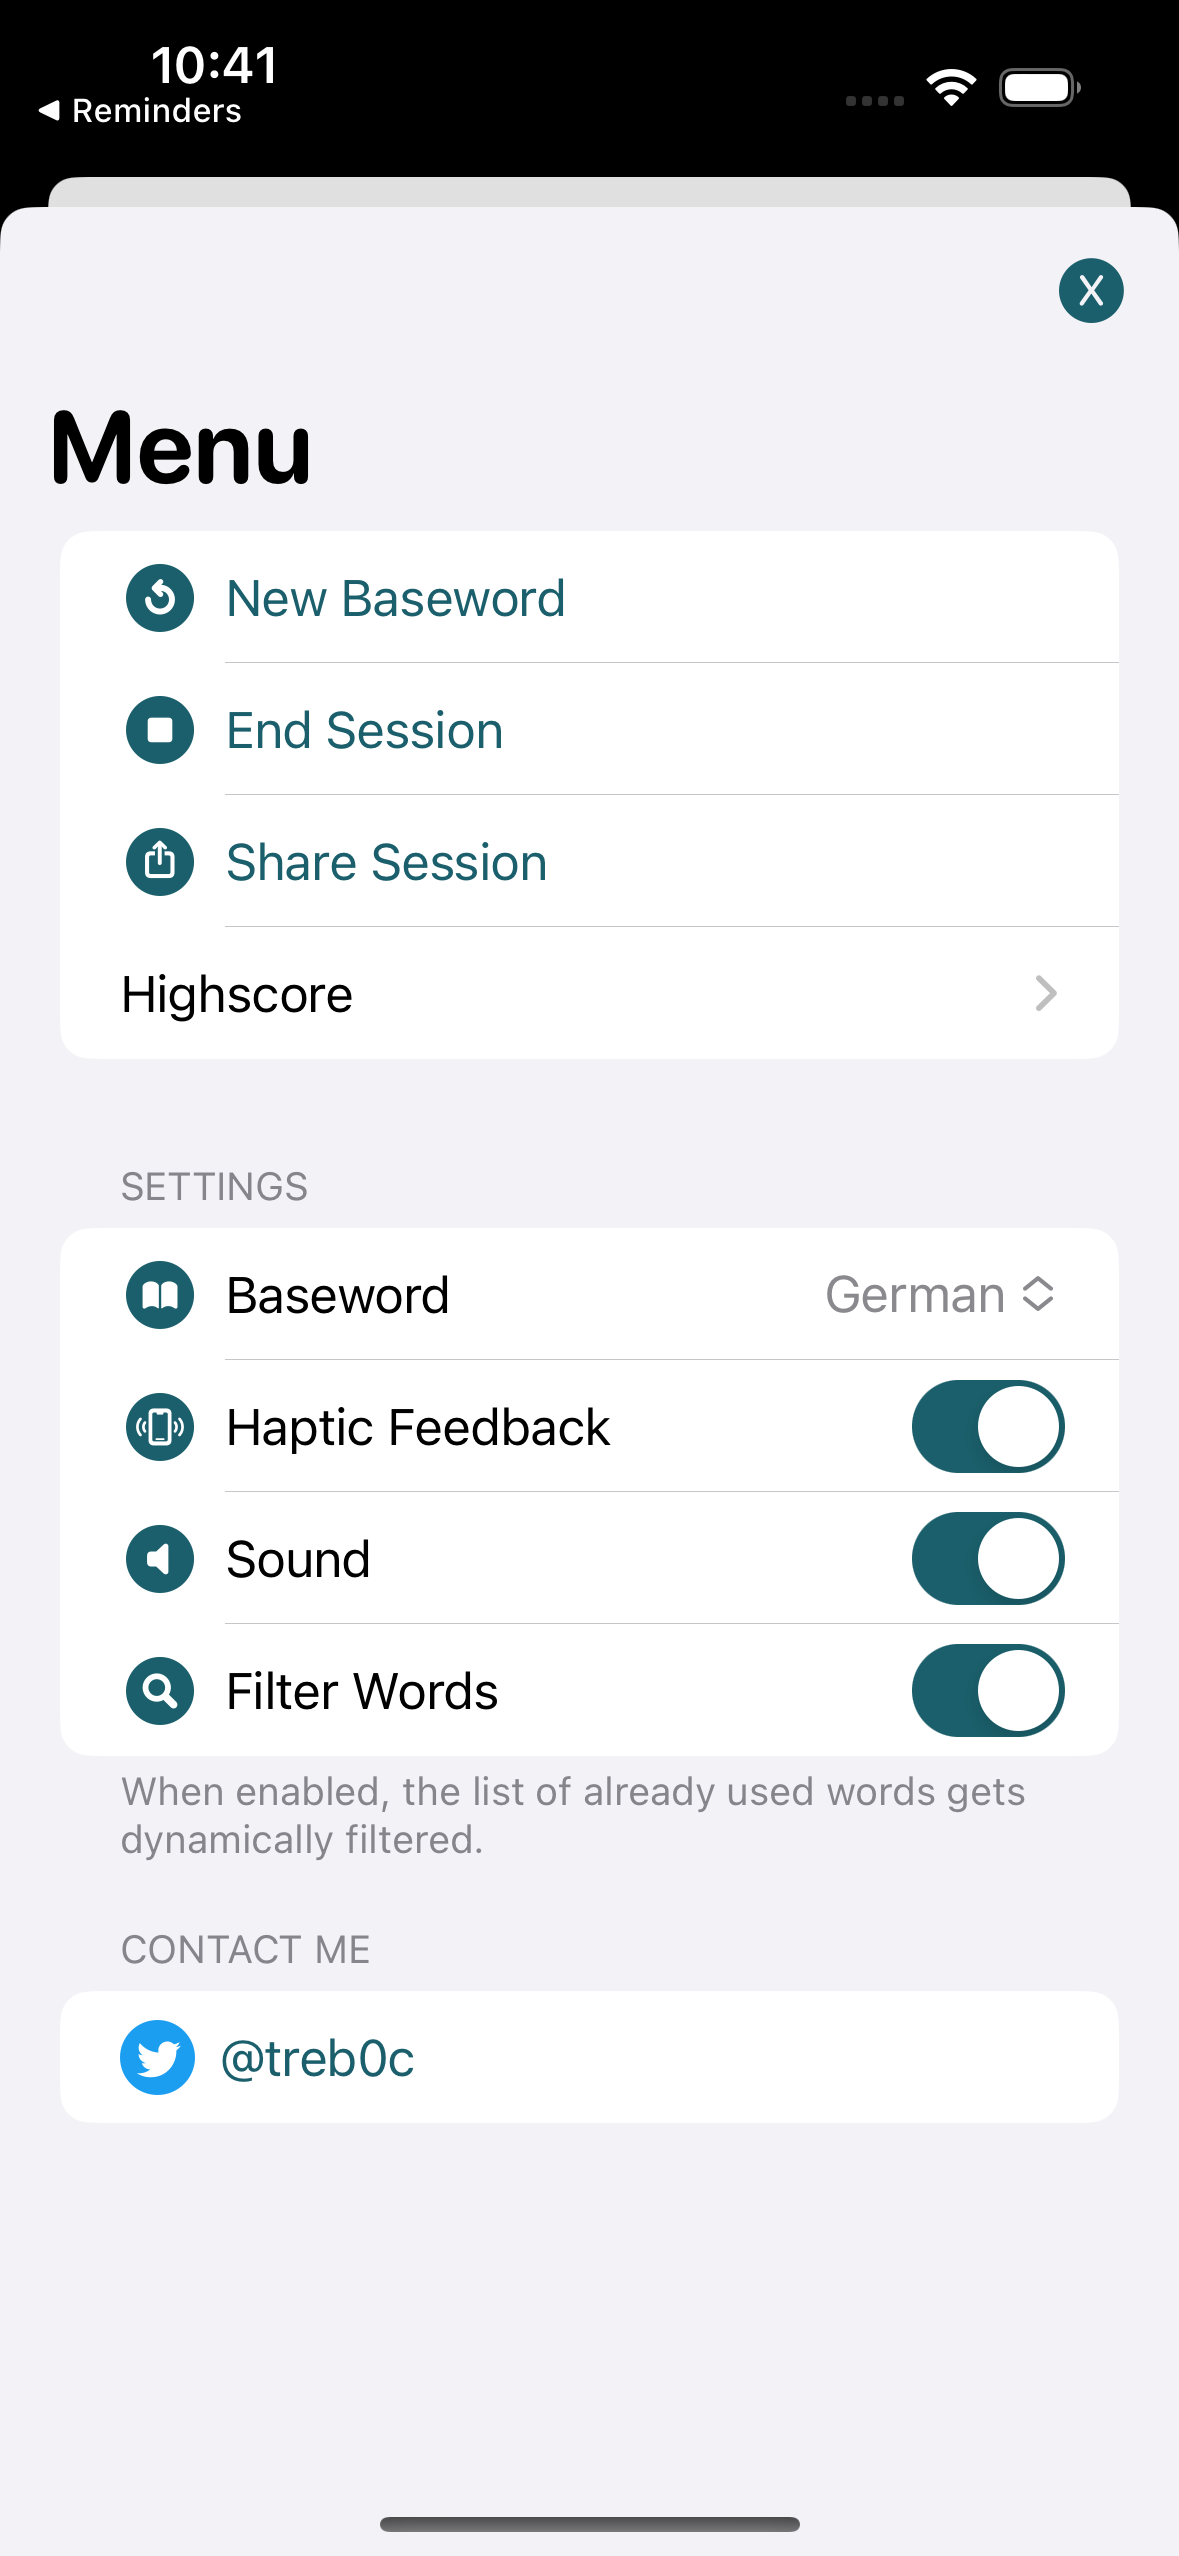 10:41
◀ Reminders
X
Menu
New Baseword
End Session
Share Session
Highscore
SETTINGS
Baseword German
Haptic Feedback
Sound
Filter Words
When enabled, the list of already used words gets
dynamically filtered.
CONTACT ME
@treb0c